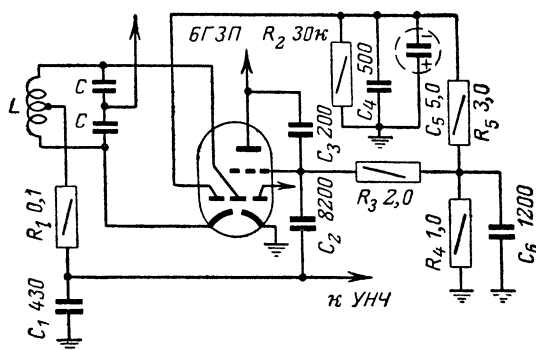 6Г3П R₂ 30к
C₄ 500
C₅ 5,0
R₅ 3,0
− +
L
C
C
C₃ 200
R₁ 0,1
C₂ 8200
R₃ 2,0
R₄ 1,0
C₆ 1200
C₁ 430
к УНЧ